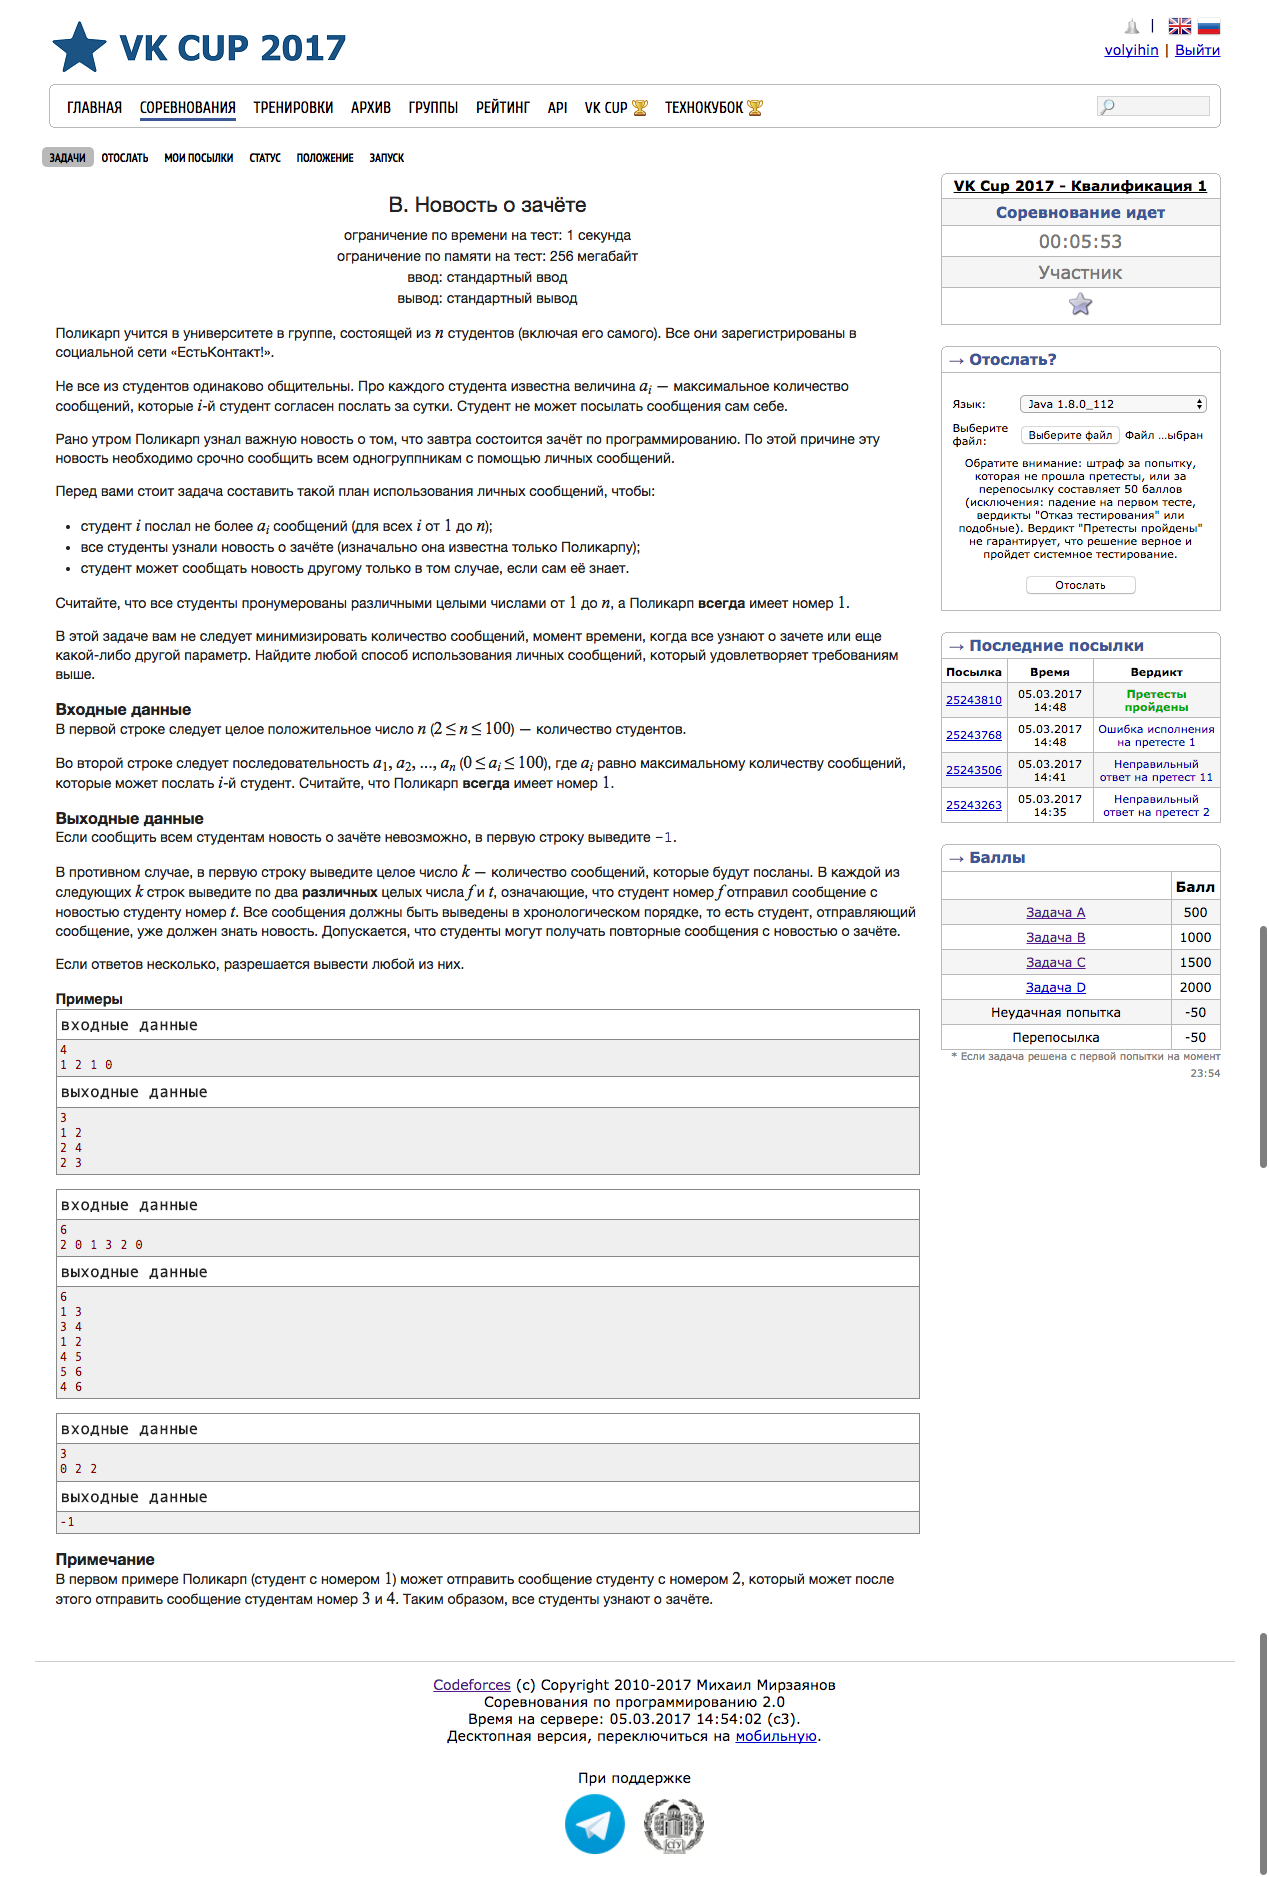 VK CUP 2017
|
volyihin | Выйти
ГЛАВНАЯ СОРЕВНОВАНИЯ ТРЕНИРОВКИ АРХИВ ГРУППЫ РЕЙТИНГ API VK CUP ТЕХНОКУБОК
ЗАДАЧИ ОТОСЛАТЬ МОИ ПОСЫЛКИ СТАТУС ПОЛОЖЕНИЕ ЗАПУСК
B. Новость о зачёте
ограничение по времени на тест: 1 секунда
ограничение по памяти на тест: 256 мегабайт
ввод: стандартный ввод
вывод: стандартный вывод
Поликарп учится в университете в группе, состоящей из n студентов (включая его самого). Все они зарегистрированы в
социальной сети «ЕстьКонтакт!».
Не все из студентов одинаково общительны. Про каждого студента известна величина ai — максимальное количество
сообщений, которые i-й студент согласен послать за сутки. Студент не может посылать сообщения сам себе.
Рано утром Поликарп узнал важную новость о том, что завтра состоится зачёт по программированию. По этой причине эту
новость необходимо срочно сообщить всем одногруппникам с помощью личных сообщений.
Перед вами стоит задача составить такой план использования личных сообщений, чтобы:
• студент i послал не более ai сообщений (для всех i от 1 до n);
• все студенты узнали новость о зачёте (изначально она известна только Поликарпу);
• студент может сообщать новость другому только в том случае, если сам её знает.
Считайте, что все студенты пронумерованы различными целыми числами от 1 до n, а Поликарп всегда имеет номер 1.
В этой задаче вам не следует минимизировать количество сообщений, момент времени, когда все узнают о зачете или еще
какой-либо другой параметр. Найдите любой способ использования личных сообщений, который удовлетворяет требованиям
выше.
Входные данные
В первой строке следует целое положительное число n (2 ≤ n ≤ 100) — количество студентов.
Во второй строке следует последовательность a1, a2, ..., an (0 ≤ ai ≤ 100), где ai равно максимальному количеству сообщений,
которые может послать i-й студент. Считайте, что Поликарп всегда имеет номер 1.
Выходные данные
Если сообщить всем студентам новость о зачёте невозможно, в первую строку выведите -1.
В противном случае, в первую строку выведите целое число k — количество сообщений, которые будут посланы. В каждой из
следующих k строк выведите по два различных целых числа f и t, означающие, что студент номер f отправил сообщение с
новостью студенту номер t. Все сообщения должны быть выведены в хронологическом порядке, то есть студент, отправляющий
сообщение, уже должен знать новость. Допускается, что студенты могут получать повторные сообщения с новостью о зачёте.
Если ответов несколько, разрешается вывести любой из них.
Примеры
входные данные
4
1 2 1 0
выходные данные
3
1 2
2 4
2 3
входные данные
6
2 0 1 3 2 0
выходные данные
6
1 3
3 4
1 2
4 5
5 6
4 6
входные данные
3
0 2 2
выходные данные
-1
Примечание
В первом примере Поликарп (студент с номером 1) может отправить сообщение студенту с номером 2, который может после
этого отправить сообщение студентам номер 3 и 4. Таким образом, все студенты узнают о зачёте.
VK Cup 2017 - Квалификация 1
Соревнование идет
00:05:53
Участник
→ Отослать?
Язык: Java 1.8.0_112
Выберите
файл: Выберите файл Файл ...ыбран
Обратите внимание: штраф за попытку,
которая не прошла претесты, или за
перепосылку составляет 50 баллов
(исключения: падение на первом тесте,
вердикты "Отказ тестирования" или
подобные). Вердикт "Претесты пройдены"
не гарантирует, что решение верное и
пройдет системное тестирование.
Отослать
→ Последние посылки
Посылка Время Вердикт
25243810 05.03.2017 14:48 Претесты пройдены
25243768 05.03.2017 14:48 Ошибка исполнения на претесте 1
25243506 05.03.2017 14:41 Неправильный ответ на претест 11
25243263 05.03.2017 14:35 Неправильный ответ на претест 2
→ Баллы
Балл
Задача A 500
Задача B 1000
Задача C 1500
Задача D 2000
Неудачная попытка -50
Перепосылка -50
* Если задача решена с первой попытки на момент
23:54
Codeforces (c) Copyright 2010-2017 Михаил Мирзаянов
Соревнования по программированию 2.0
Время на сервере: 05.03.2017 14:54:02 (c3).
Десктопная версия, переключиться на мобильную.
При поддержке
СГУ